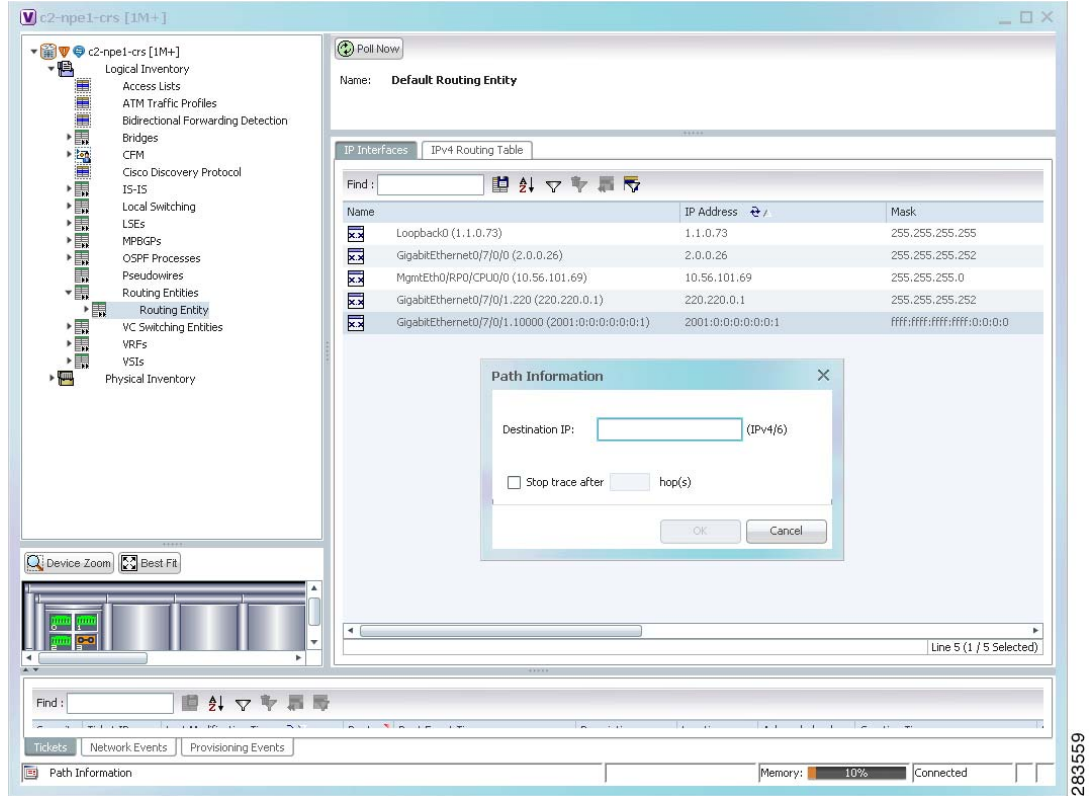 c2-npe1-crs [1M+]
c2-npe1-crs [1M+]
Logical Inventory
Access Lists
ATM Traffic Profiles
Bidirectional Forwarding Detection
Bridges
CFM
Cisco Discovery Protocol
IS-IS
Local Switching
LSEs
MPBGPs
OSPF Processes
Pseudowires
Routing Entities
Routing Entity
VC Switching Entities
VRFs
VSIs
Physical Inventory
Device Zoom Best Fit
Poll Now
Name: Default Routing Entity
IP Interfaces IPv4 Routing Table
Find :
Name IP Address Mask
Loopback0 (1.1.0.73) 1.1.0.73 255.255.255.255
GigabitEthernet0/7/0/0 (2.0.0.26) 2.0.0.26 255.255.255.252
MgmtEth0/RP0/CPU0/0 (10.56.101.69) 10.56.101.69 255.255.255.0
GigabitEthernet0/7/0/1.220 (220.220.0.1) 220.220.0.1 255.255.255.252
GigabitEthernet0/7/0/1.10000 (2001:0:0:0:0:0:0:1) 2001:0:0:0:0:0:0:1 ffff:ffff:ffff:ffff:0:0:0:0
Path Information
Destination IP: (IPv4/6)
Stop trace after hop(s)
OK Cancel
Line 5 (1 / 5 Selected)
Find :
Tickets Network Events Provisioning Events
Path Information Memory: 10% Connected
283559